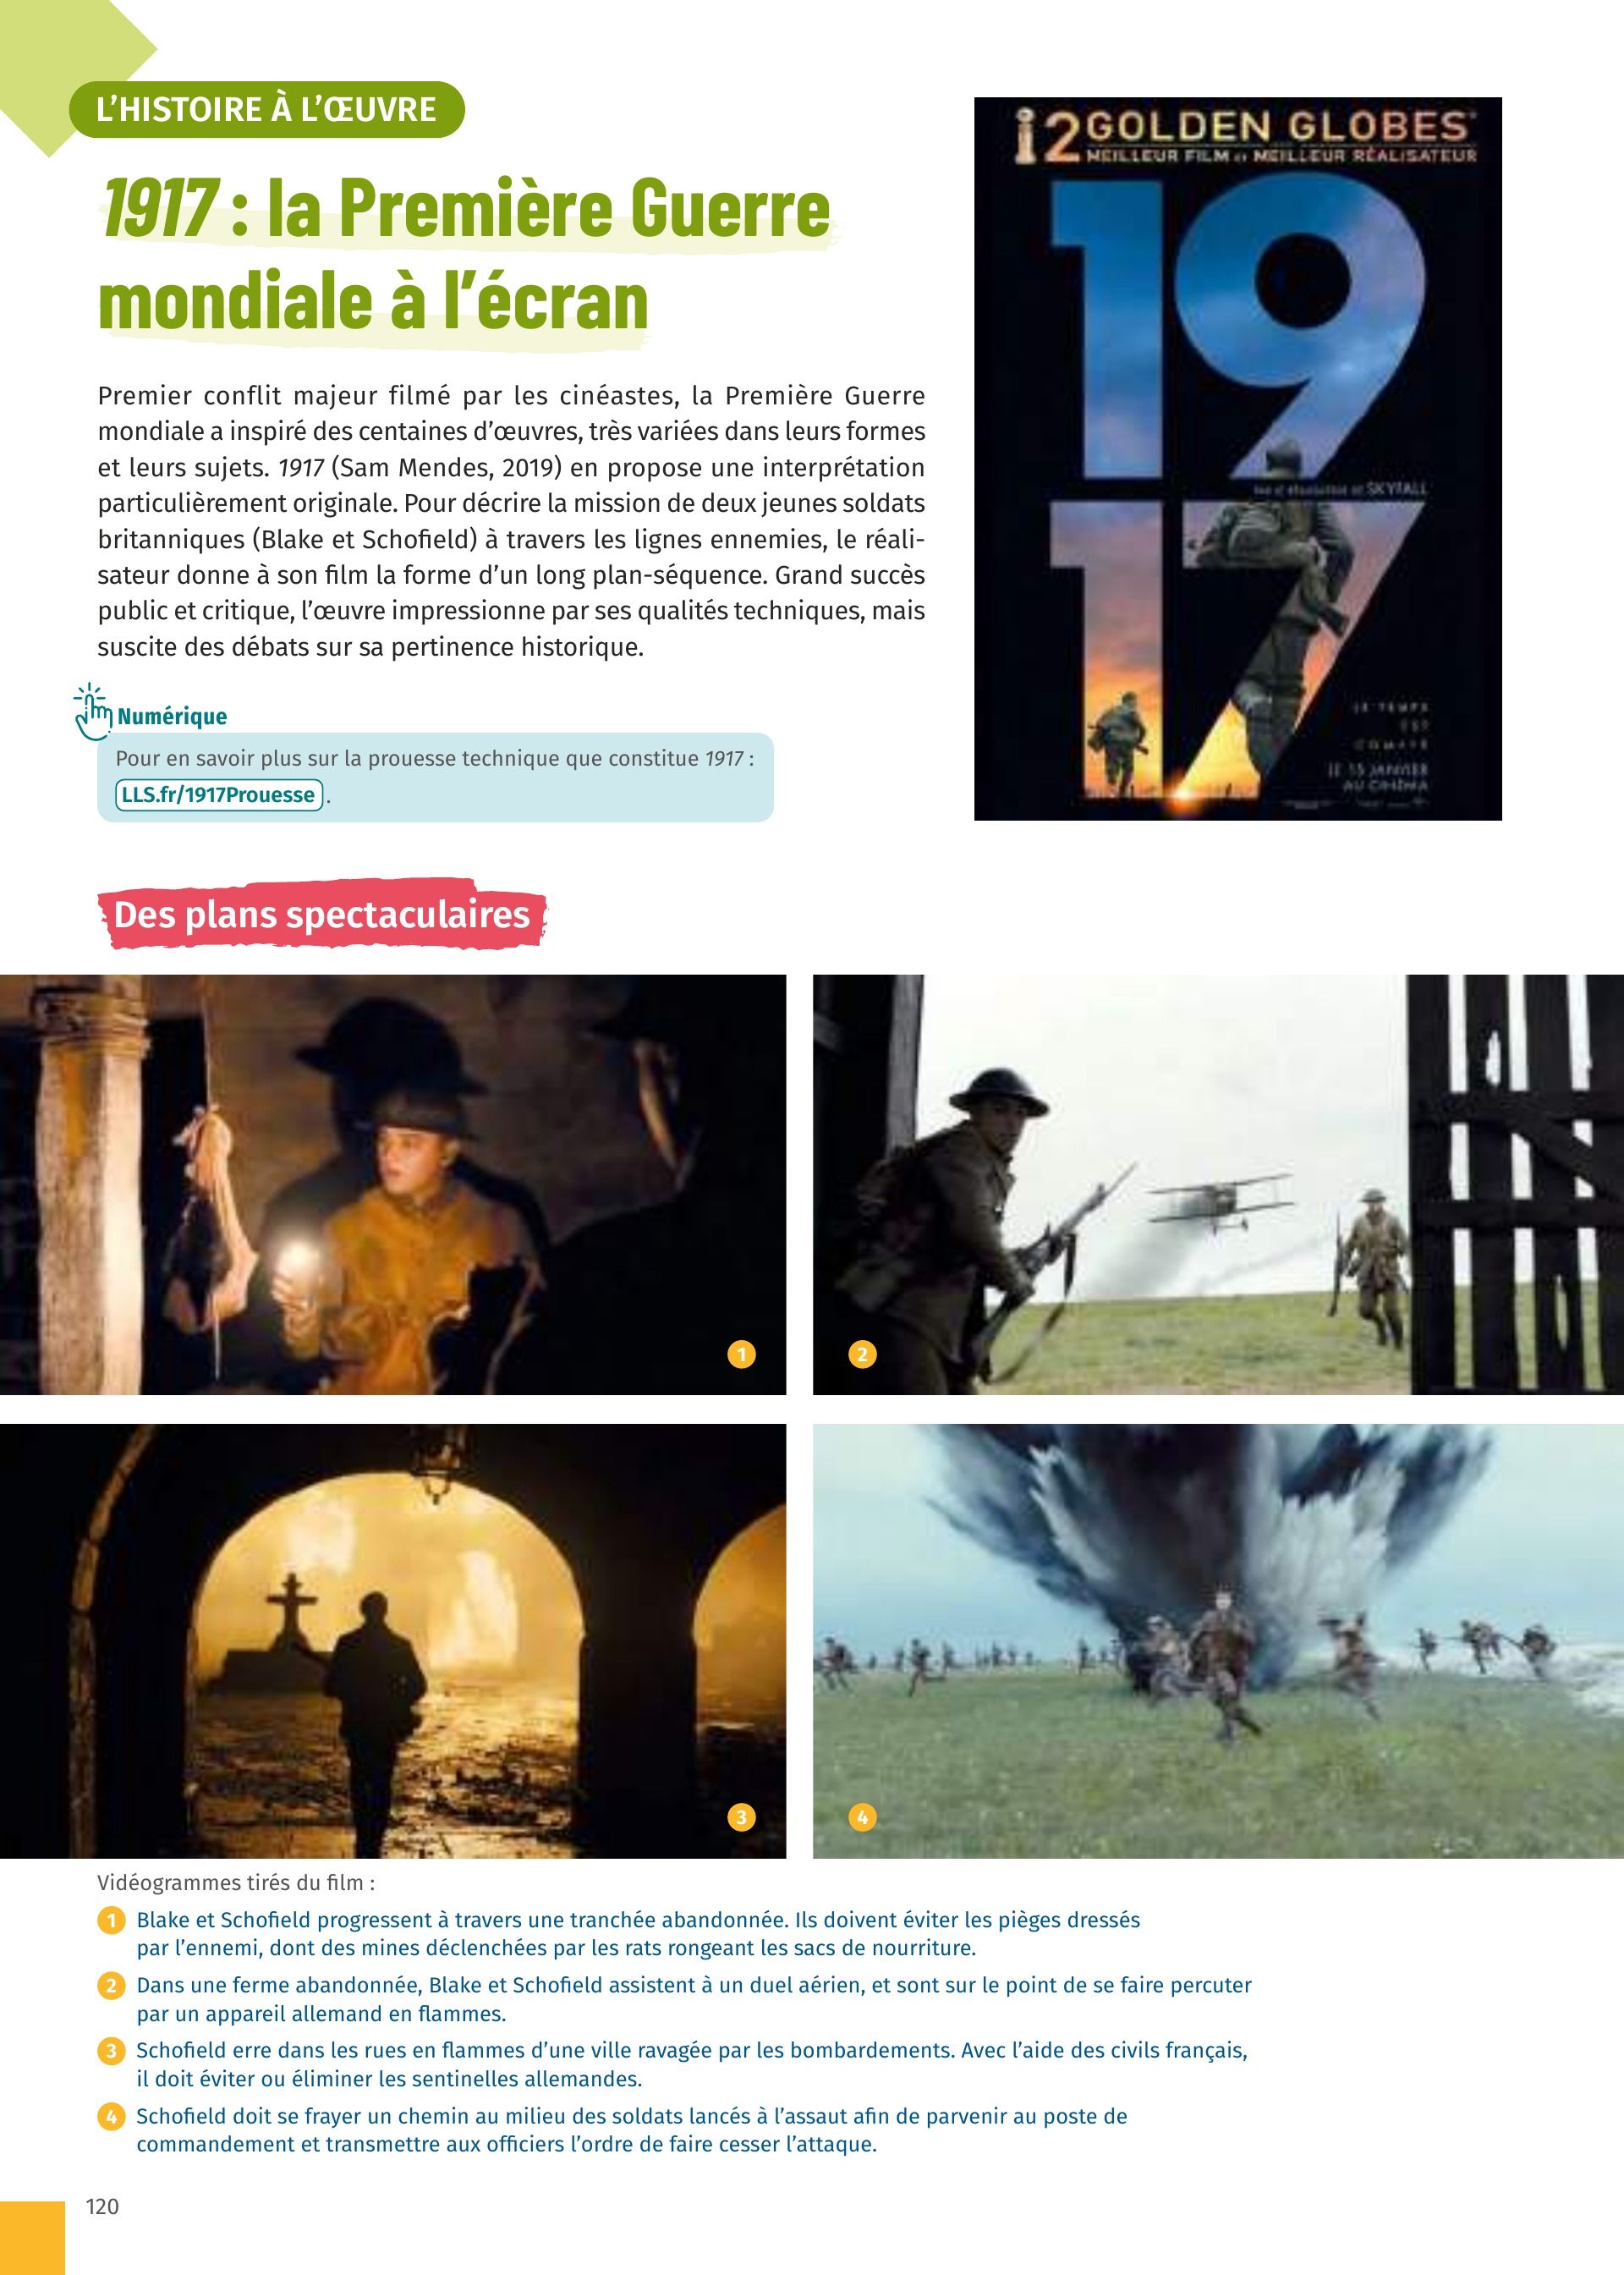 L’HISTOIRE À L’ŒUVRE
1917 : la Première Guerre
mondiale à l’écran
Premier conflit majeur filmé par les cinéastes, la Première Guerre
mondiale a inspiré des centaines d’œuvres, très variées dans leurs formes
et leurs sujets. 1917 (Sam Mendes, 2019) en propose une interprétation
particulièrement originale. Pour décrire la mission de deux jeunes soldats
britanniques (Blake et Schofield) à travers les lignes ennemies, le réali-
sateur donne à son film la forme d’un long plan-séquence. Grand succès
public et critique, l’œuvre impressionne par ses qualités techniques, mais
suscite des débats sur sa pertinence historique.
Numérique
Pour en savoir plus sur la prouesse technique que constitue 1917 :
LLS.fr/1917Prouesse .
2 GOLDEN GLOBES
MEILLEUR FILM ET MEILLEUR RÉALISATEUR
19
SKYFALL
17
LE TEMPS
EST
COMPTÉ
LE 15 JANVIER
AU CINÉMA
Des plans spectaculaires
1
2
3
4
Vidéogrammes tirés du film :
1 Blake et Schofield progressent à travers une tranchée abandonnée. Ils doivent éviter les pièges dressés
par l’ennemi, dont des mines déclenchées par les rats rongeant les sacs de nourriture.
2 Dans une ferme abandonnée, Blake et Schofield assistent à un duel aérien, et sont sur le point de se faire percuter
par un appareil allemand en flammes.
3 Schofield erre dans les rues en flammes d’une ville ravagée par les bombardements. Avec l’aide des civils français,
il doit éviter ou éliminer les sentinelles allemandes.
4 Schofield doit se frayer un chemin au milieu des soldats lancés à l’assaut afin de parvenir au poste de
commandement et transmettre aux officiers l’ordre de faire cesser l’attaque.
120